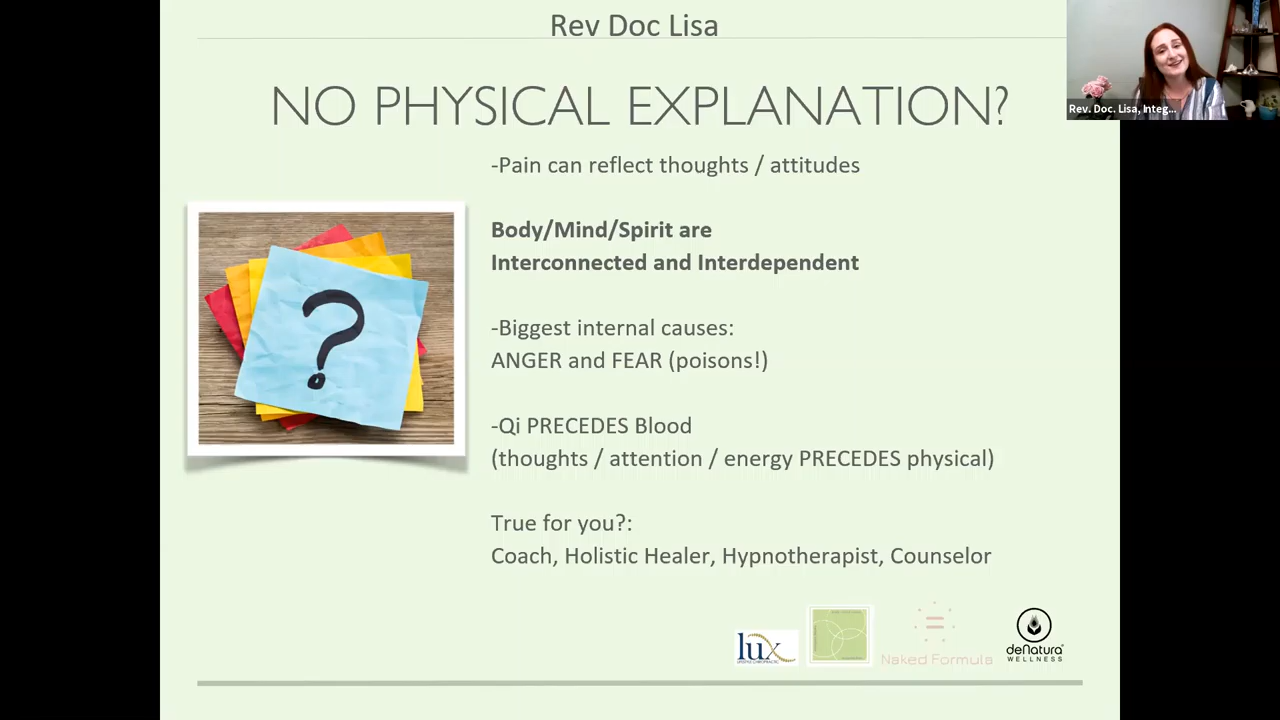 Rev Doc Lisa
Rev. Doc. Lisa, Integ...
NO PHYSICAL EXPLANATION?
-Pain can reflect thoughts / attitudes
Body/Mind/Spirit are
Interconnected and Interdependent
?
-Biggest internal causes:
ANGER and FEAR (poisons!)
-Qi PRECEDES Blood
(thoughts / attention / energy PRECEDES physical)
True for you?:
Coach, Holistic Healer, Hypnotherapist, Counselor
lux
LIFESTYLE CHIROPRACTIC
Naked Formula
deNatura
WELLNESS